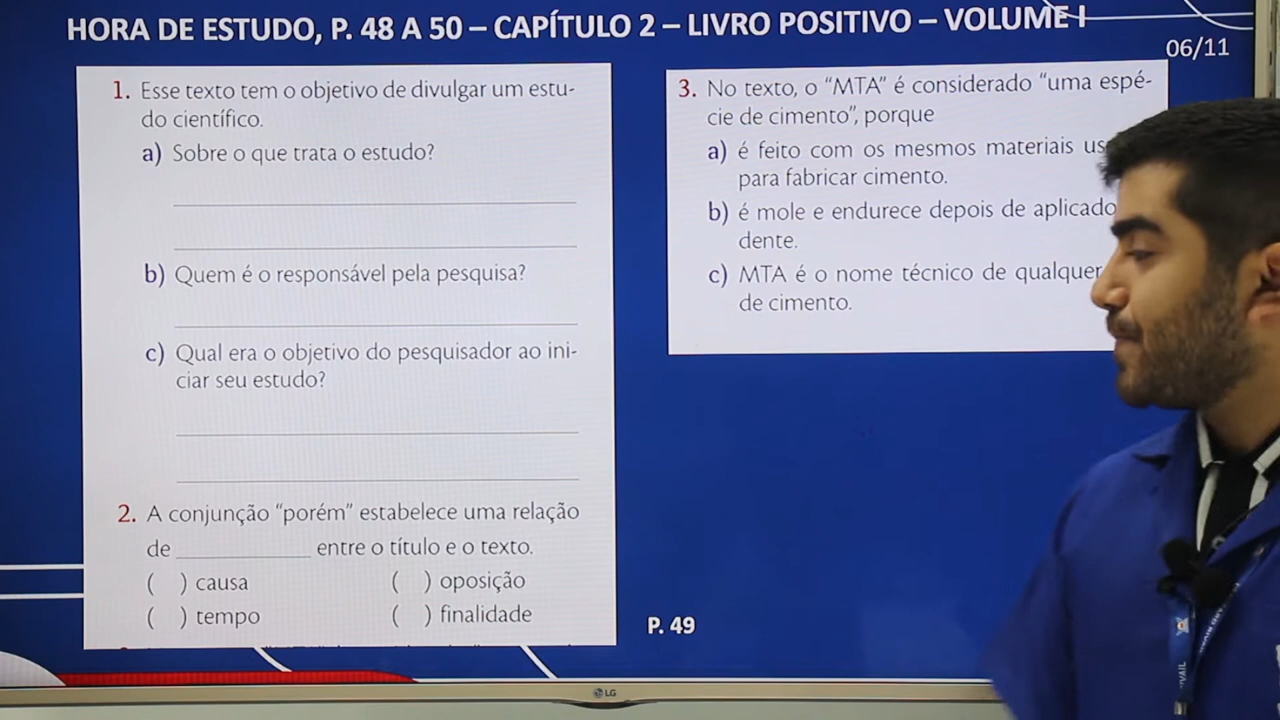 HORA DE ESTUDO, P. 48 A 50 – CAPÍTULO 2 – LIVRO POSITIVO – VOLUME I
06/11
1. Esse texto tem o objetivo de divulgar um estu-
do científico.
a) Sobre o que trata o estudo?
b) Quem é o responsável pela pesquisa?
c) Qual era o objetivo do pesquisador ao ini-
ciar seu estudo?
2. A conjunção “porém” estabelece uma relação
de ____________ entre o título e o texto.
( ) causa ( ) oposição
( ) tempo ( ) finalidade
3. No texto, o “MTA” é considerado “uma espé-
cie de cimento”, porque
a) é feito com os mesmos materiais
para fabricar cimento.
b) é mole e endurece depois de aplicado
dente.
c) MTA é o nome técnico de qualquer
de cimento.
P. 49
LG